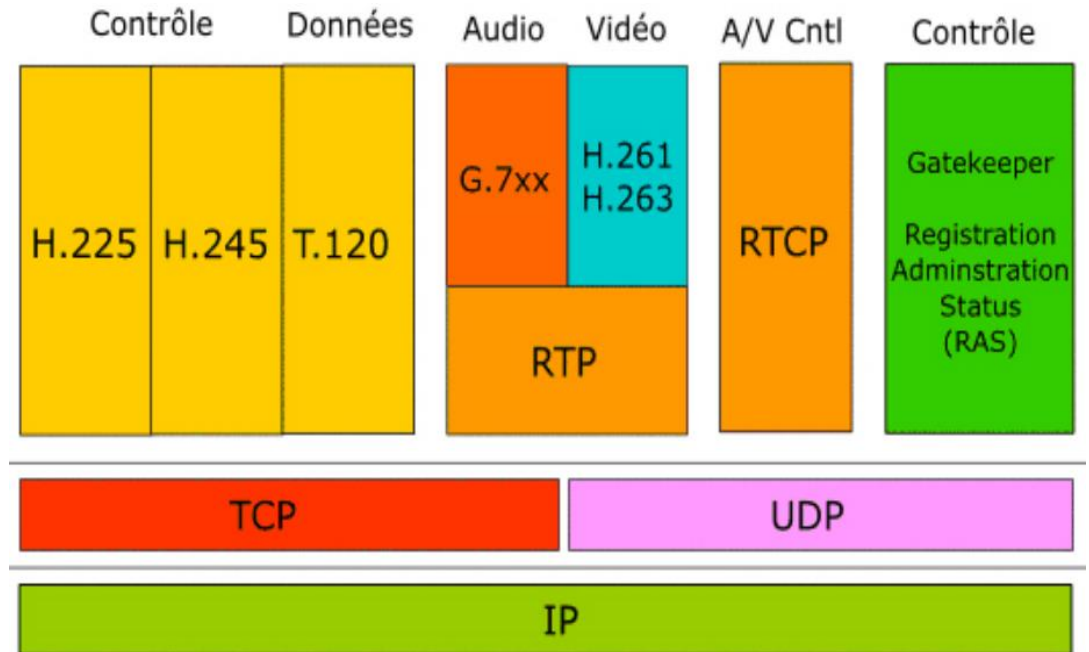 Contrôle
Données
Audio
Vidéo
A/V Cntl
Contrôle
H.225
H.245
T.120
G.7xx
H.261
H.263
RTP
RTCP
Gatekeeper
Registration
Adminstration
Status
(RAS)
TCP
UDP
IP